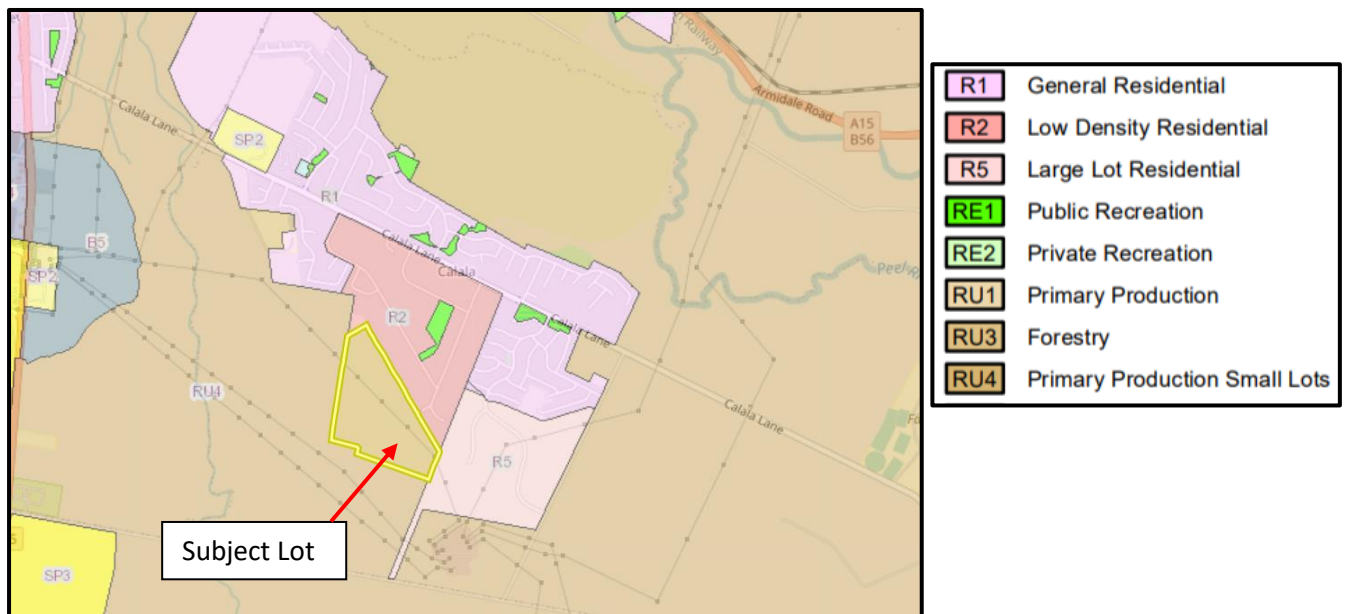 Railway
Armidale Road
A15
B56
Calala Lane
SP2
R1
B5
SP2
Calala Lane
Calala
R2
Calala Lane
RU4
Calala Lane
R5
Subject Lot
SP3
R1 General Residential
R2 Low Density Residential
R5 Large Lot Residential
RE1 Public Recreation
RE2 Private Recreation
RU1 Primary Production
RU3 Forestry
RU4 Primary Production Small Lots